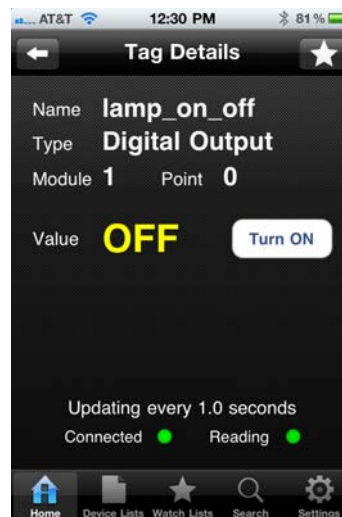 AT&T 12:30 PM 81%
Tag Details
Name lamp_on_off
Type Digital Output
Module 1 Point 0
Value OFF Turn ON
Updating every 1.0 seconds
Connected Reading
Home Device Lists Watch Lists Search Settings